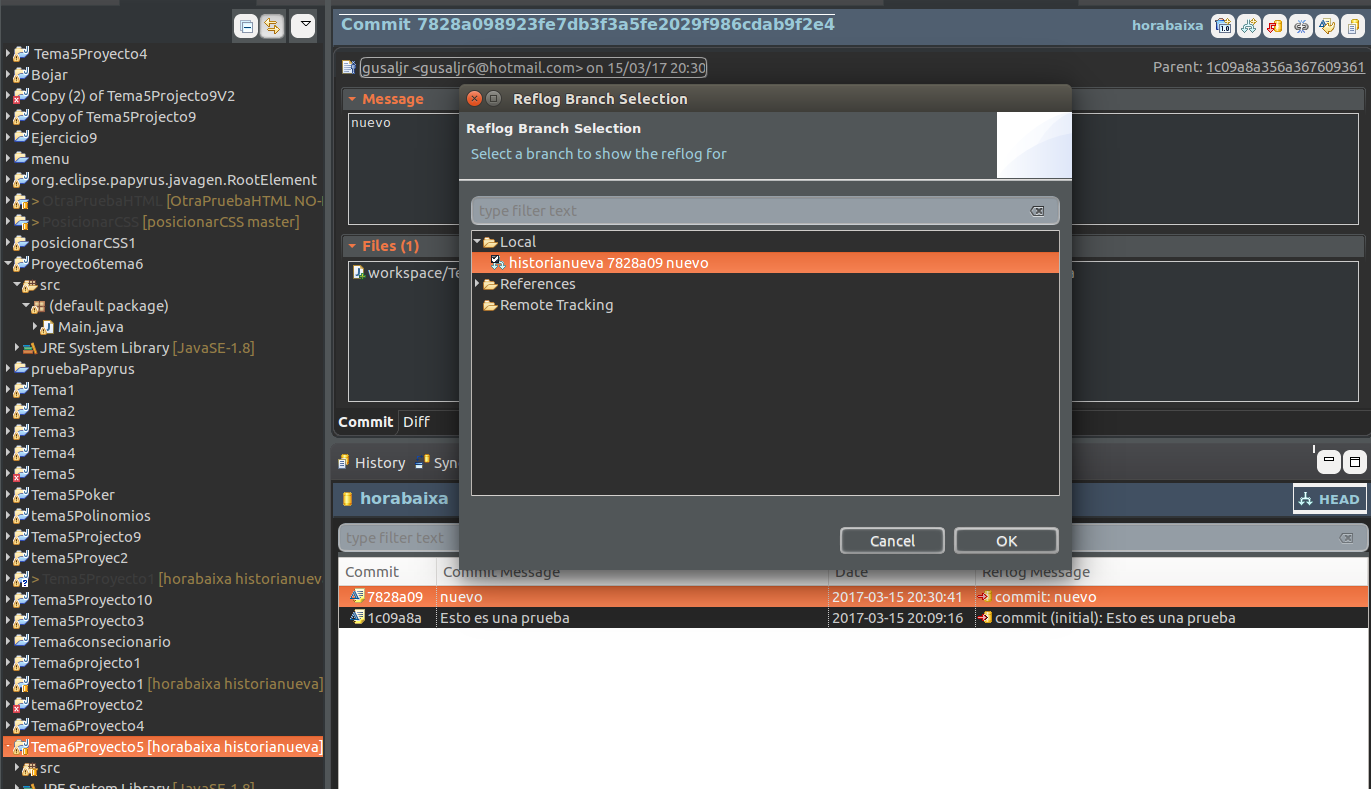 Tema5Proyecto4
Bojar
Copy (2) of Tema5Projecto9V2
Copy of Tema5Projecto9
Ejercicio9
menu
org.eclipse.papyrus.javagen.RootElement
> OtraPruebaHTML [OtraPruebaHTML NO-
> PosicionarCSS [posicionarCSS master]
posicionarCSS1
Proyecto6tema6
src
(default package)
Main.java
JRE System Library [JavaSE-1.8]
pruebaPapyrus
Tema1
Tema2
Tema3
Tema4
Tema5
Tema5Poker
tema5Polinomios
Tema5Projecto9
tema5Proyec2
> Tema5Proyecto1 [horabaixa historianuev
Tema5Proyecto10
Tema5Proyecto3
Tema6consecionario
Tema6projecto1
Tema6Proyecto1 [horabaixa historianueva]
tema6Proyecto2
Tema6Proyecto4
Tema6Proyecto5 [horabaixa historianueva]
src
JRE System Library [JavaSE-1.8]
Commit 7828a098923fe7db3f3a5fe2029f986cdab9f2e4
horabaixa
gusaljr <gusaljr6@hotmail.com> on 15/03/17 20:30
Parent: 1c09a8a356a367609361
Message
nuevo
Files (1)
workspace/Te
Commit Diff
Reflog Branch Selection
Reflog Branch Selection
Select a branch to show the reflog for
type filter text
Local
historianueva 7828a09 nuevo
References
Remote Tracking
Cancel OK
History Syn
horabaixa
HEAD
type filter text
Commit Commit Message Date Reflog Message
7828a09 nuevo 2017-03-15 20:30:41 commit: nuevo
1c09a8a Esto es una prueba 2017-03-15 20:09:16 commit (initial): Esto es una prueba